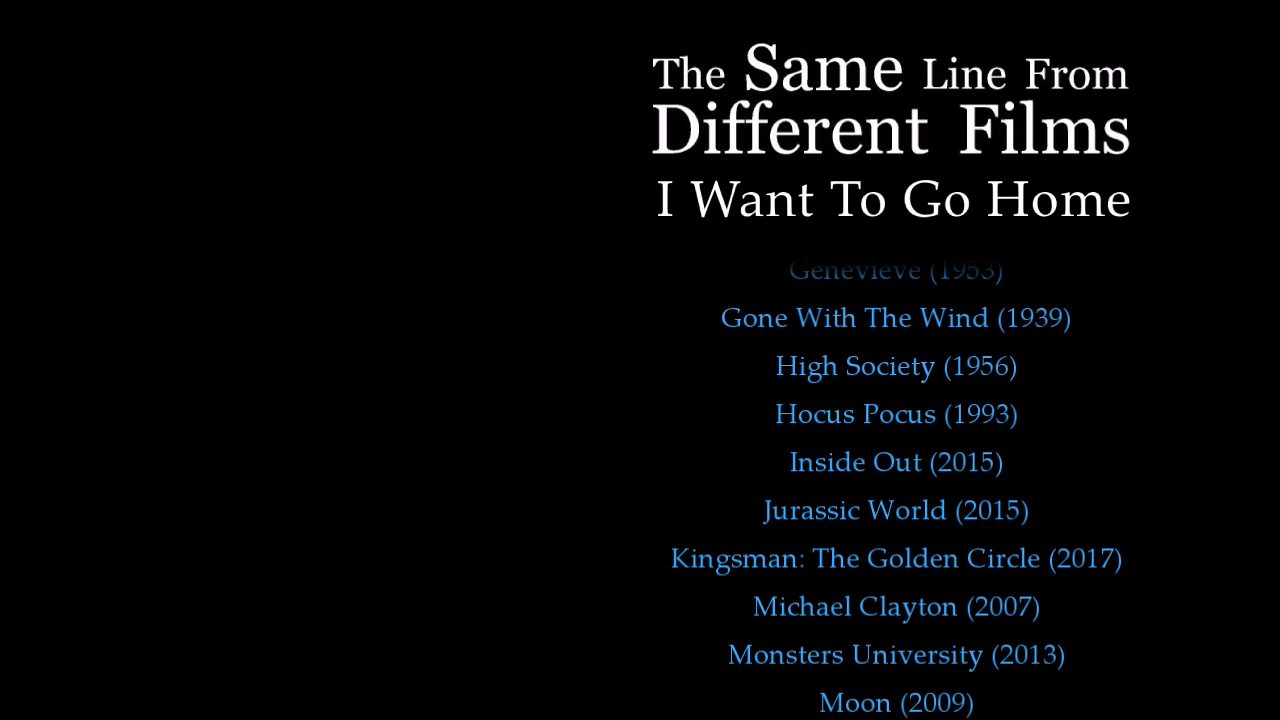 The Same Line From
Different Films
I Want To Go Home
Genevieve (1953)
Gone With The Wind (1939)
High Society (1956)
Hocus Pocus (1993)
Inside Out (2015)
Jurassic World (2015)
Kingsman: The Golden Circle (2017)
Michael Clayton (2007)
Monsters University (2013)
Moon (2009)